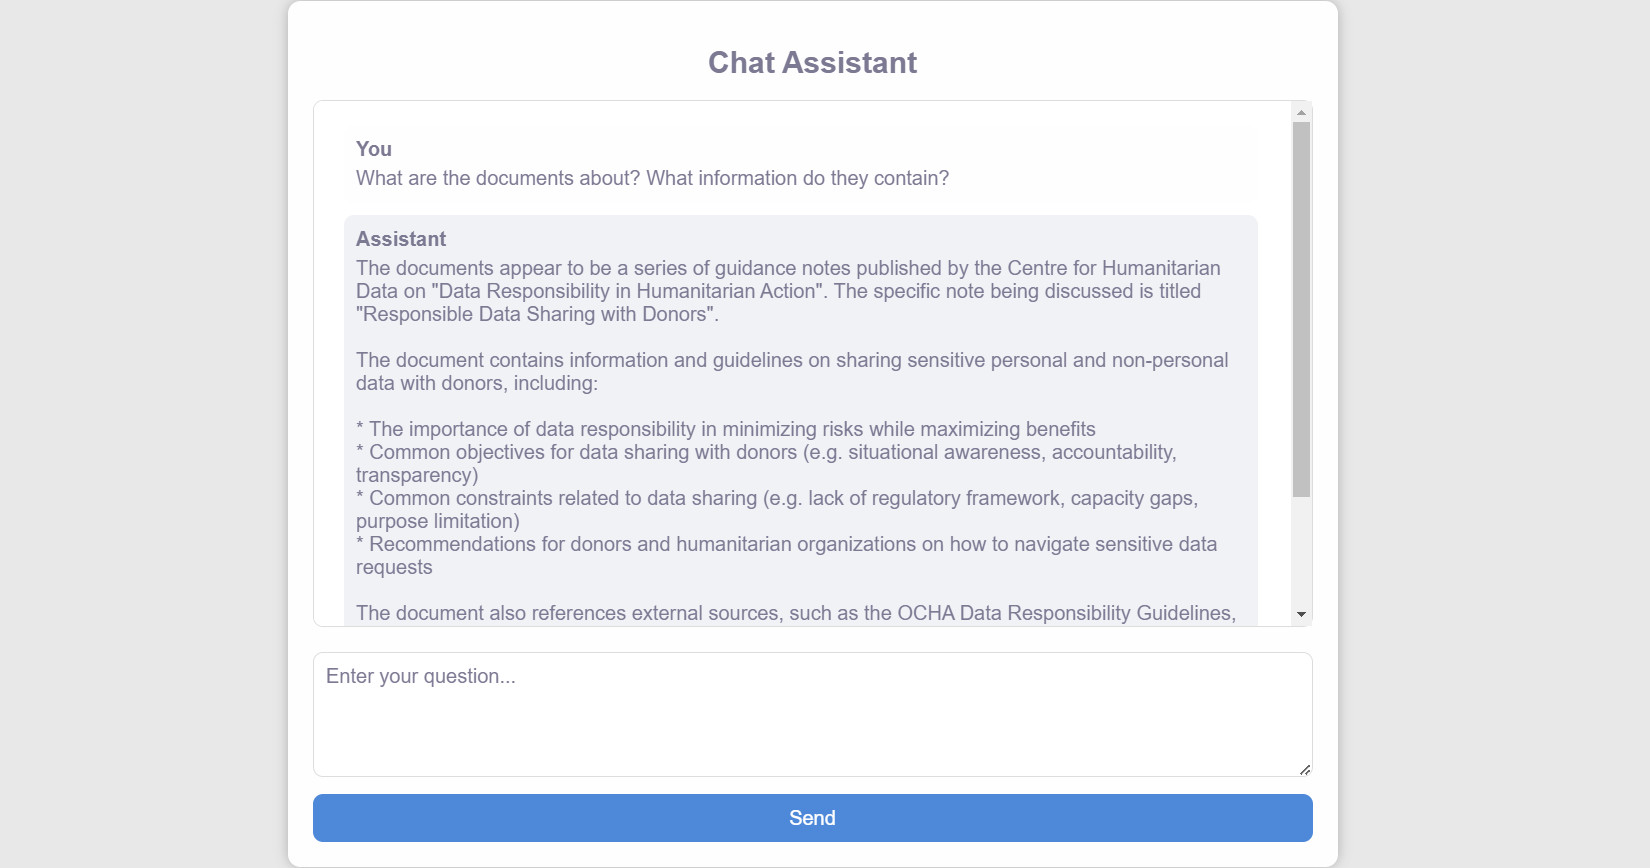 Chat Assistant
You
What are the documents about? What information do they contain?
Assistant
The documents appear to be a series of guidance notes published by the Centre for Humanitarian
Data on "Data Responsibility in Humanitarian Action". The specific note being discussed is titled
"Responsible Data Sharing with Donors".
The document contains information and guidelines on sharing sensitive personal and non-personal
data with donors, including:
* The importance of data responsibility in minimizing risks while maximizing benefits
* Common objectives for data sharing with donors (e.g. situational awareness, accountability,
transparency)
* Common constraints related to data sharing (e.g. lack of regulatory framework, capacity gaps,
purpose limitation)
* Recommendations for donors and humanitarian organizations on how to navigate sensitive data
requests
The document also references external sources, such as the OCHA Data Responsibility Guidelines,
Enter your question...
Send